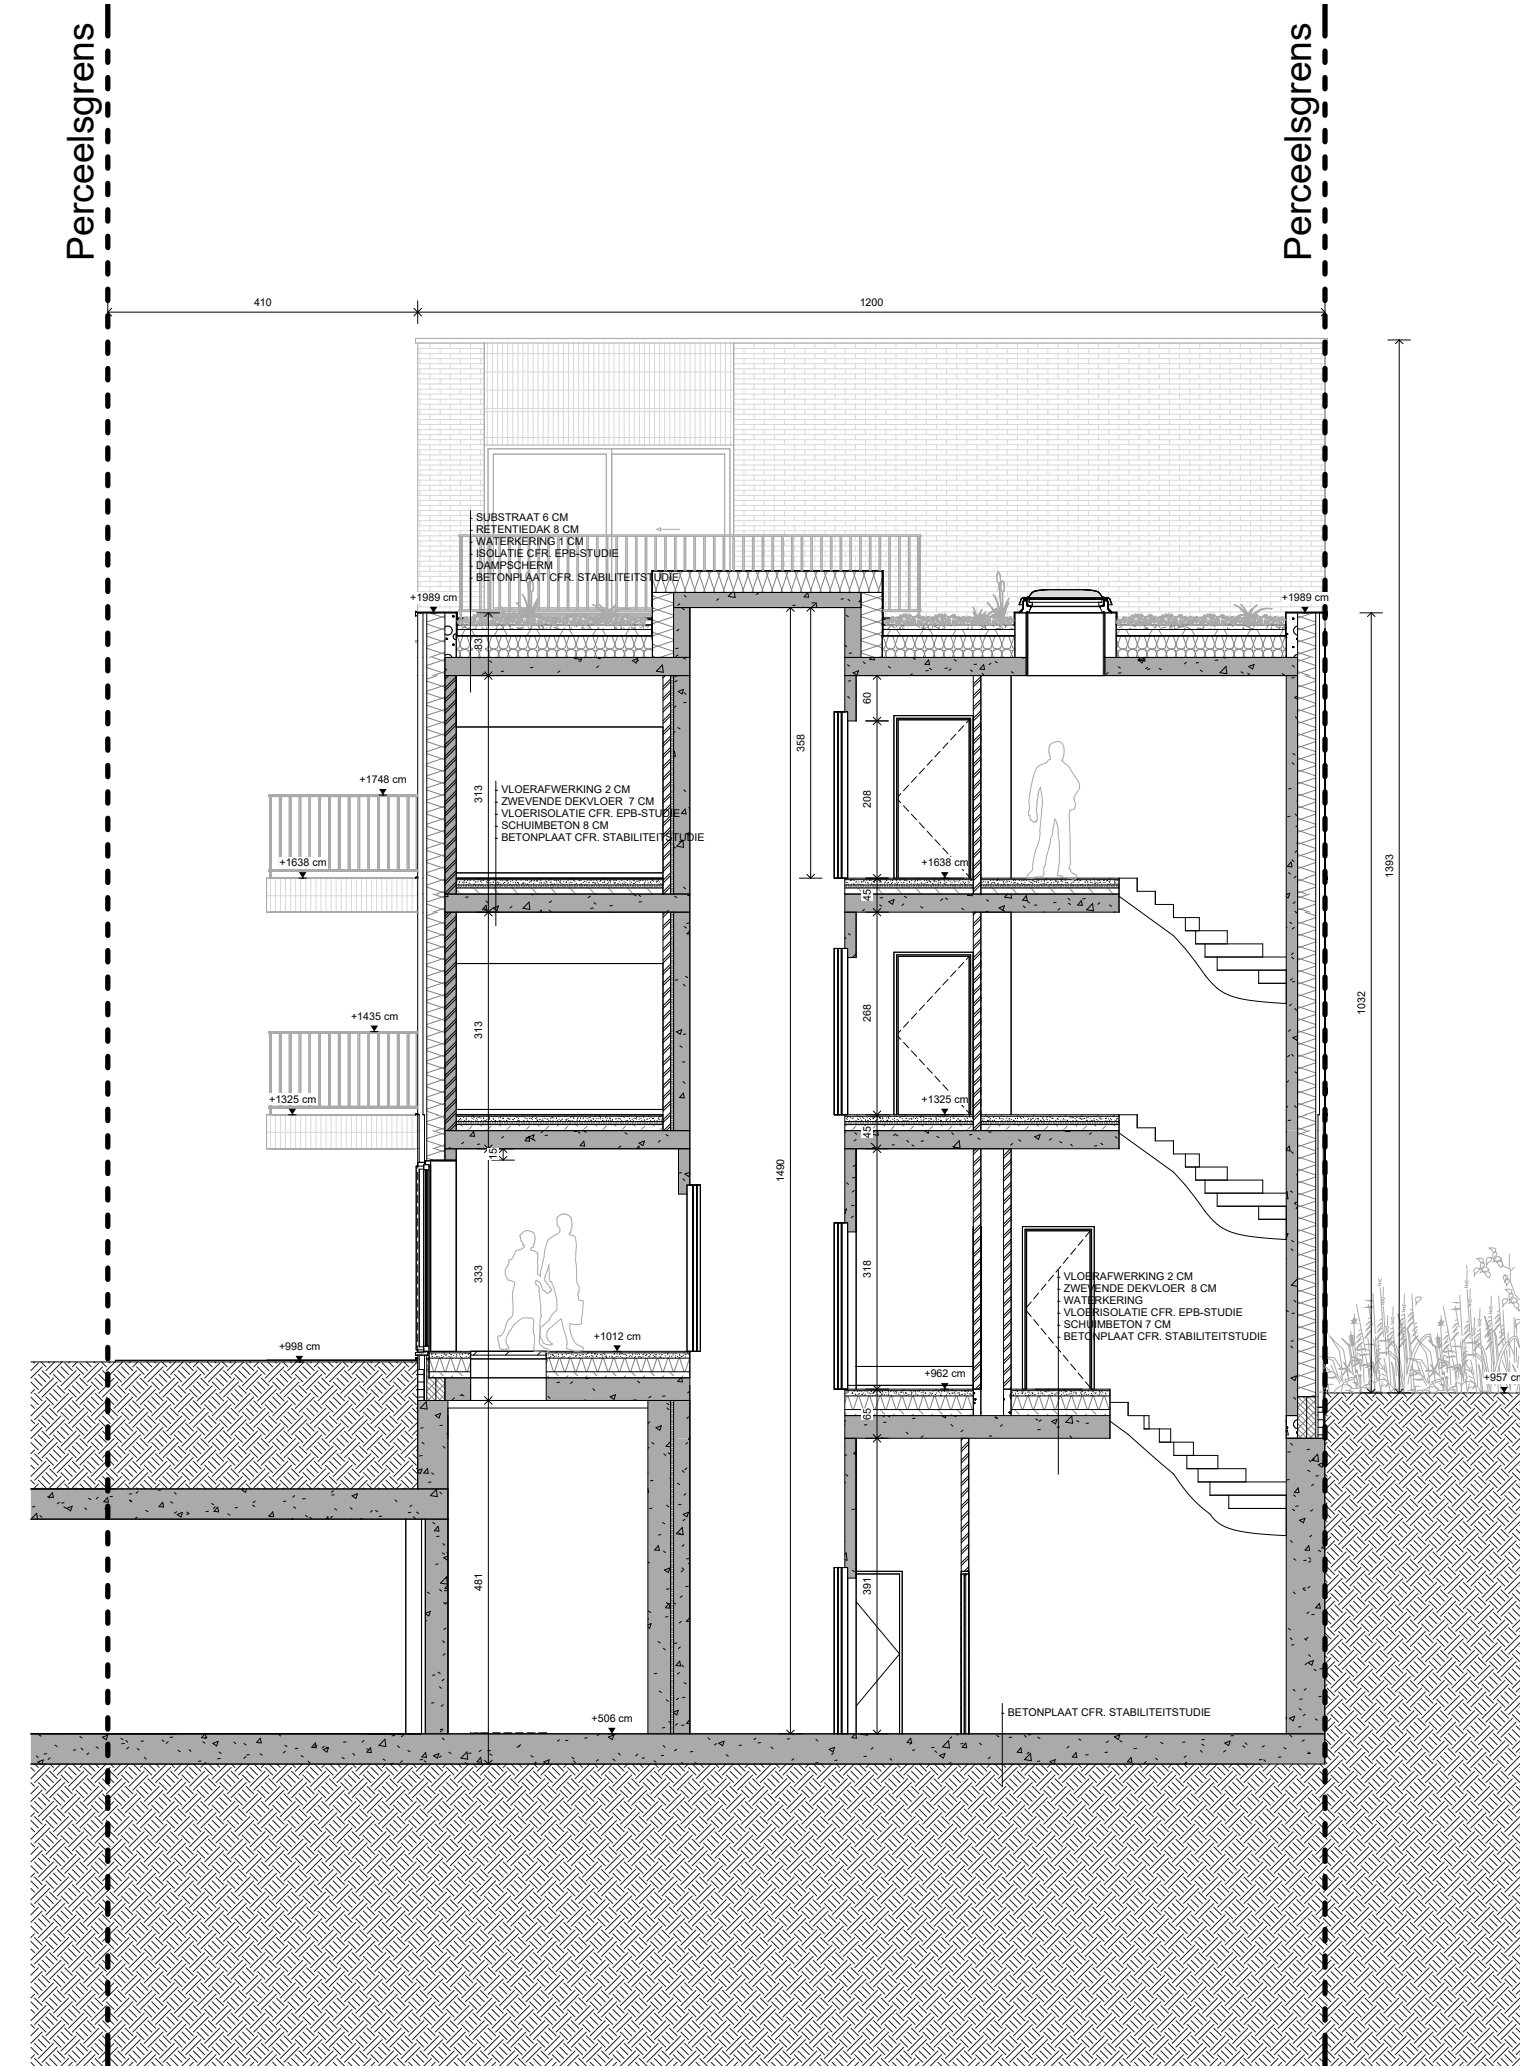 Perceelsgrens
Perceelsgrens
410
1200
SUBSTRAAT 6 CM
RETENTIEDAK 8 CM
WATERKERING 1 CM
ISOLATIE CFR. EPB-STUDIE
DAMPSCHERM
BETONPLAAT CFR. STABILITEITSTUDIE
+1989 cm
+1989 cm
83
60
358
+1748 cm
313
VLOERAFWERKING 2 CM
ZWEVENDE DEKVLOER 7 CM
VLOERISOLATIE CFR. EPB-STUDIE
SCHUIMBETON 8 CM
BETONPLAAT CFR. STABILITEITSTUDIE
208
+1638 cm
+1638 cm
1393
45
+1435 cm
313
268
1032
+1325 cm
+1325 cm
45
15
1490
333
318
VLOERAFWERKING 2 CM
ZWEVENDE DEKVLOER 8 CM
WATERKERING
VLOERISOLATIE CFR. EPB-STUDIE
SCHUIMBETON 7 CM
BETONPLAAT CFR. STABILITEITSTUDIE
+998 cm
+1012 cm
+962 cm
+957 cm
65
481
391
+506 cm
BETONPLAAT CFR. STABILITEITSTUDIE